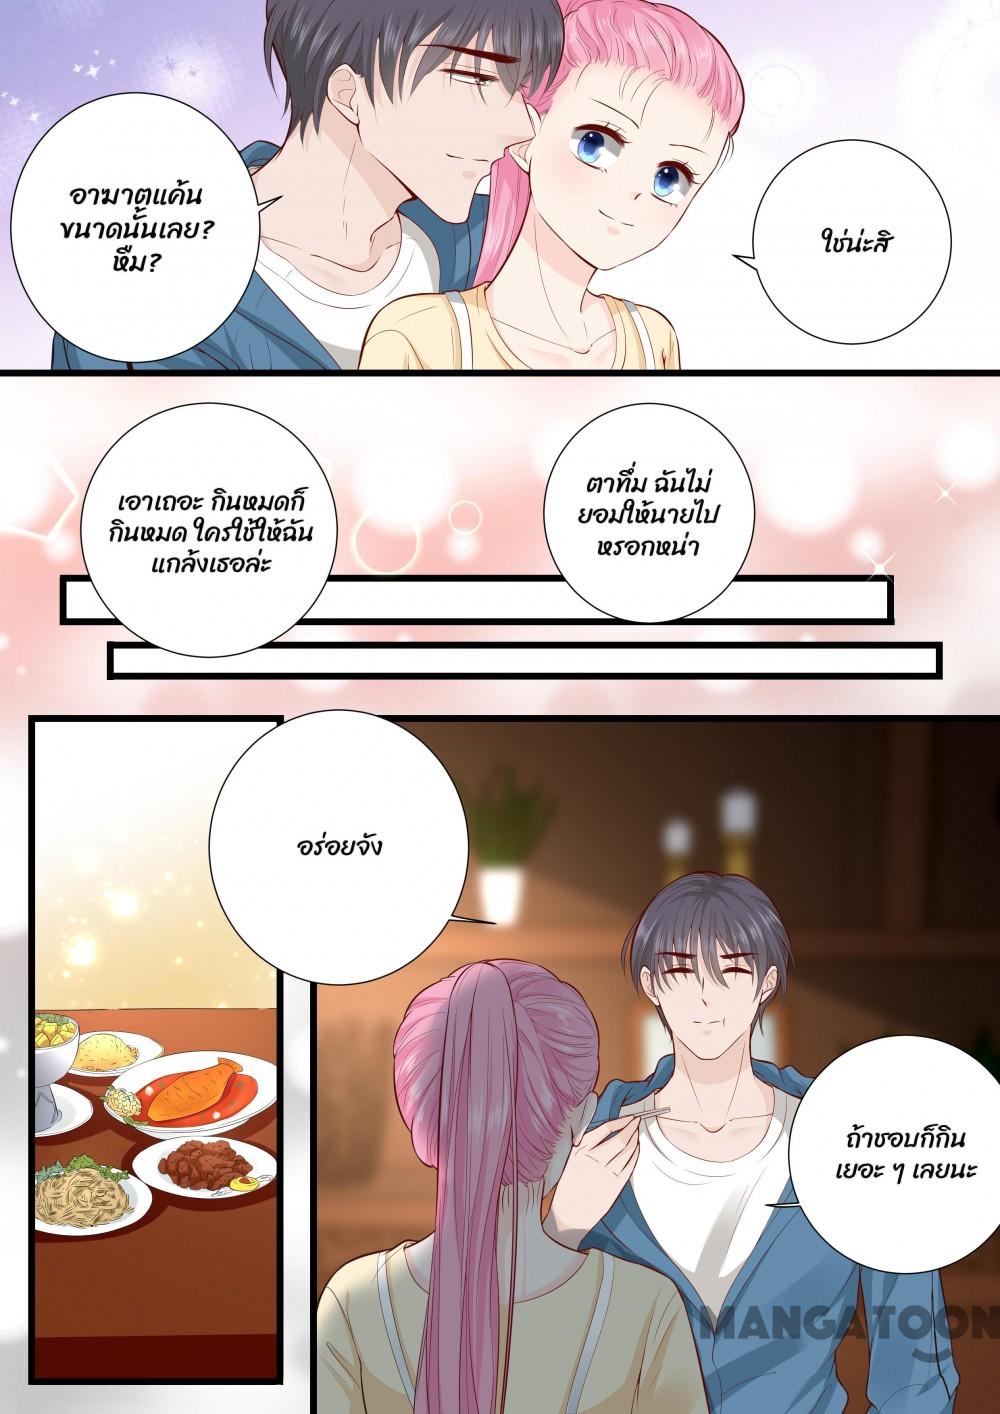 อาฆาตแค้น
ขนาดนั้นเลย?
หืม?
ใช่น่ะสิ
เอาเถอะ กินหมดก็
กินหมด ใครใช้ให้ฉัน
แกล้งเธอล่ะ
ตาทึ่ม ฉันไม่
ยอมให้นายไป
หรอกหน่า
อร่อยจัง
ถ้าชอบก็กิน
เยอะ ๆ เลยนะ
MANGATOON